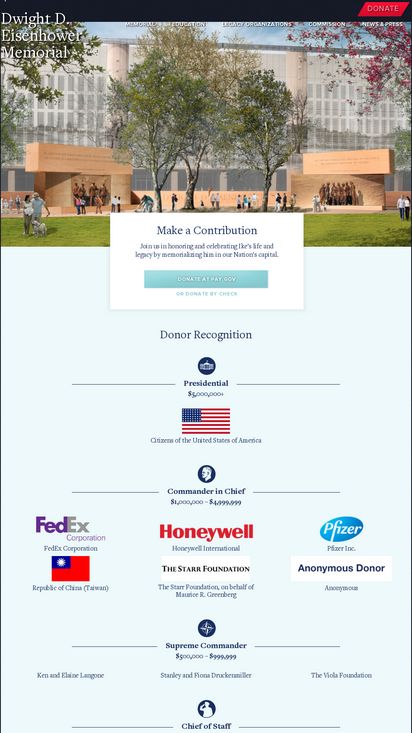 DONATE
Dwight D.
Eisenhower
Memorial
MEMORIAL
EDUCATION
LEGACY ORGANIZATIONS
COMMISSION
NEWS & PRESS
Make a Contribution
Join us in honoring and celebrating Ike's life and
legacy by memorializing him in our Nation's capital.
DONATE AT PAY.GOV
OR DONATE BY CHECK
Donor Recognition
Presidential
$5,000,000+
Citizens of the United States of America
Commander in Chief
$1,000,000 – $4,999,999
FedEx
Corporation
Honeywell
Pfizer
FedEx Corporation
Honeywell International
Pfizer Inc.
THE STARR FOUNDATION
Anonymous Donor
Republic of China (Taiwan)
The Starr Foundation, on behalf of
Maurice R. Greenberg
Anonymous
Supreme Commander
$500,000 – $999,999
Ken and Elaine Langone
Stanley and Fiona Druckenmiller
The Viola Foundation
Chief of Staff